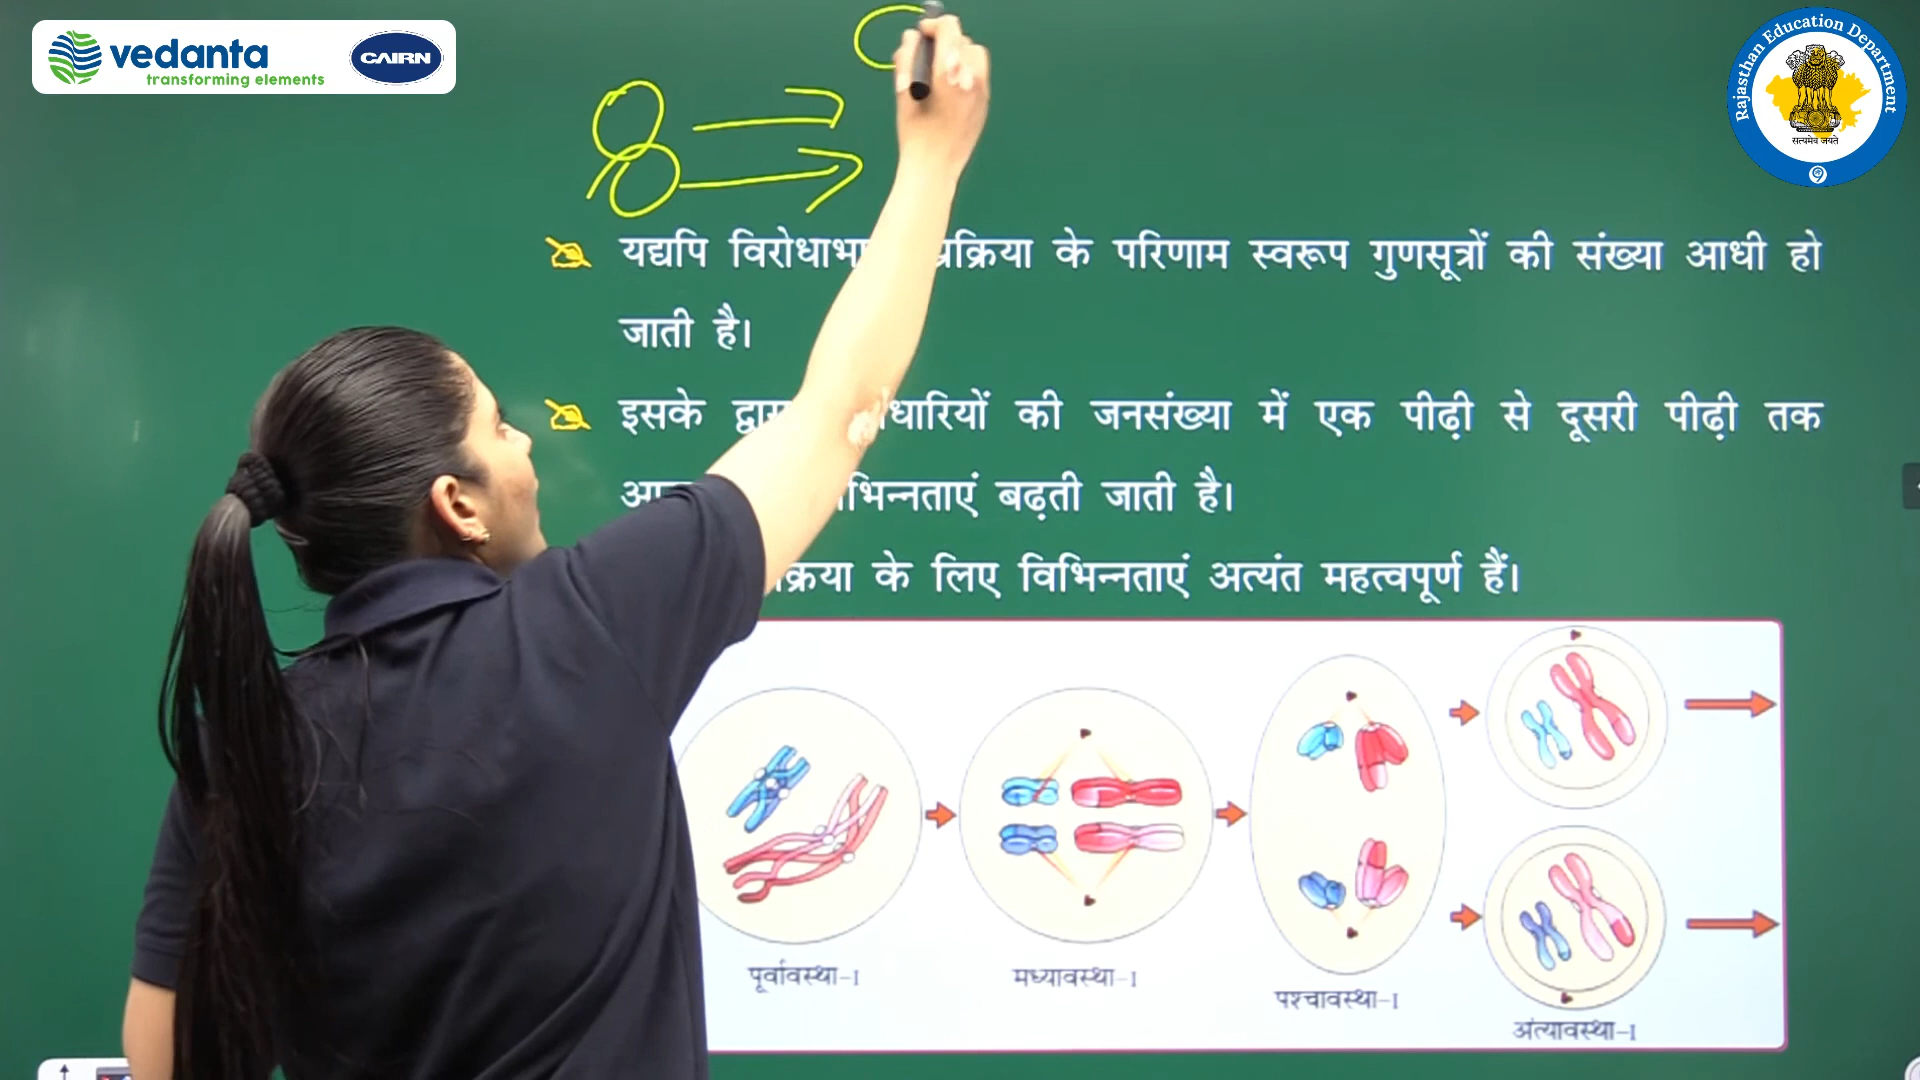 vedanta
transforming elements
CAIRN
Rajasthan Education Department
सत्यमेव जयते
यद्यपि प्रक्रिया के परिणाम स्वरूप गुणसूत्रों की संख्या आधी हो
जाती है।
इसके की जनसंख्या में एक पीढ़ी से दूसरी पीढ़ी तक
बढ़ती जाती है।
के लिए विभिन्नताएं अत्यंत महत्वपूर्ण हैं।
पूर्वावस्था-I
मध्यावस्था-I
पश्चावस्था-I
अंत्यावस्था-I